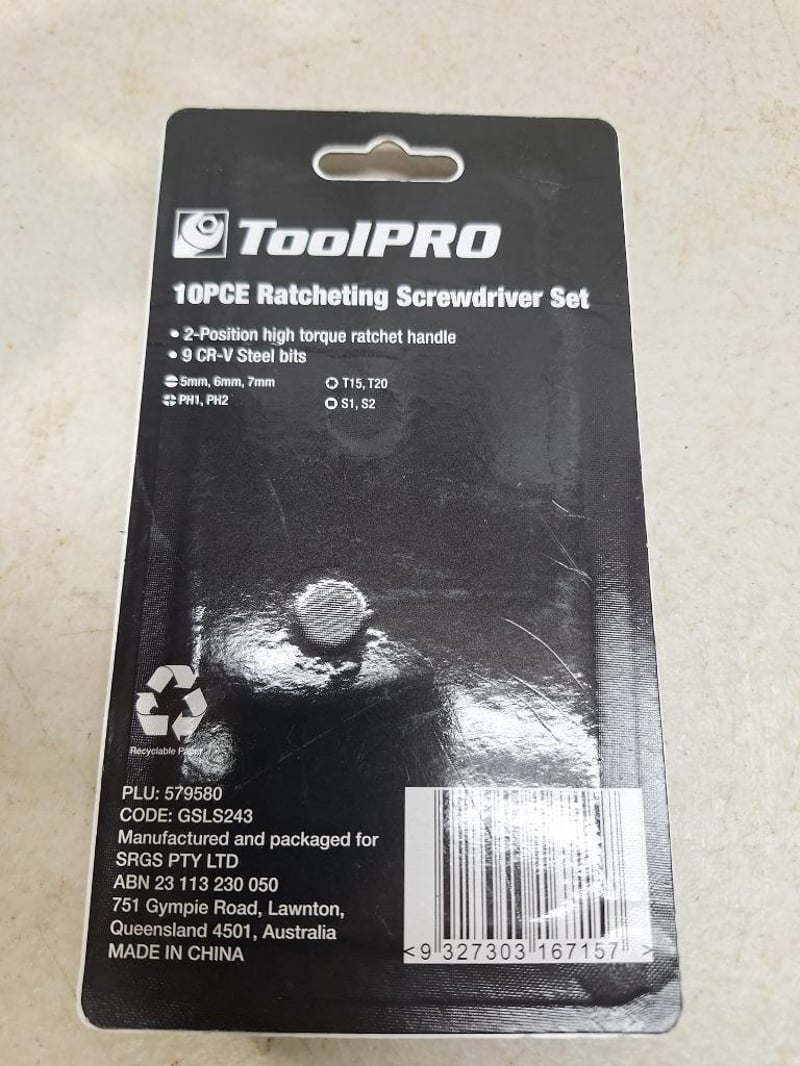 ToolPRO
10PCE Ratcheting Screwdriver Set
• 2-Position high torque ratchet handle
• 9 CR-V Steel bits
5mm, 6mm, 7mm
T15, T20
PH1, PH2
S1, S2
Recyclable Paper
PLU: 579580
CODE: GSLS243
Manufactured and packaged for
SRGS PTY LTD
ABN 23 113 230 050
751 Gympie Road, Lawnton,
Queensland 4501, Australia
MADE IN CHINA
<9 327303 167157 >